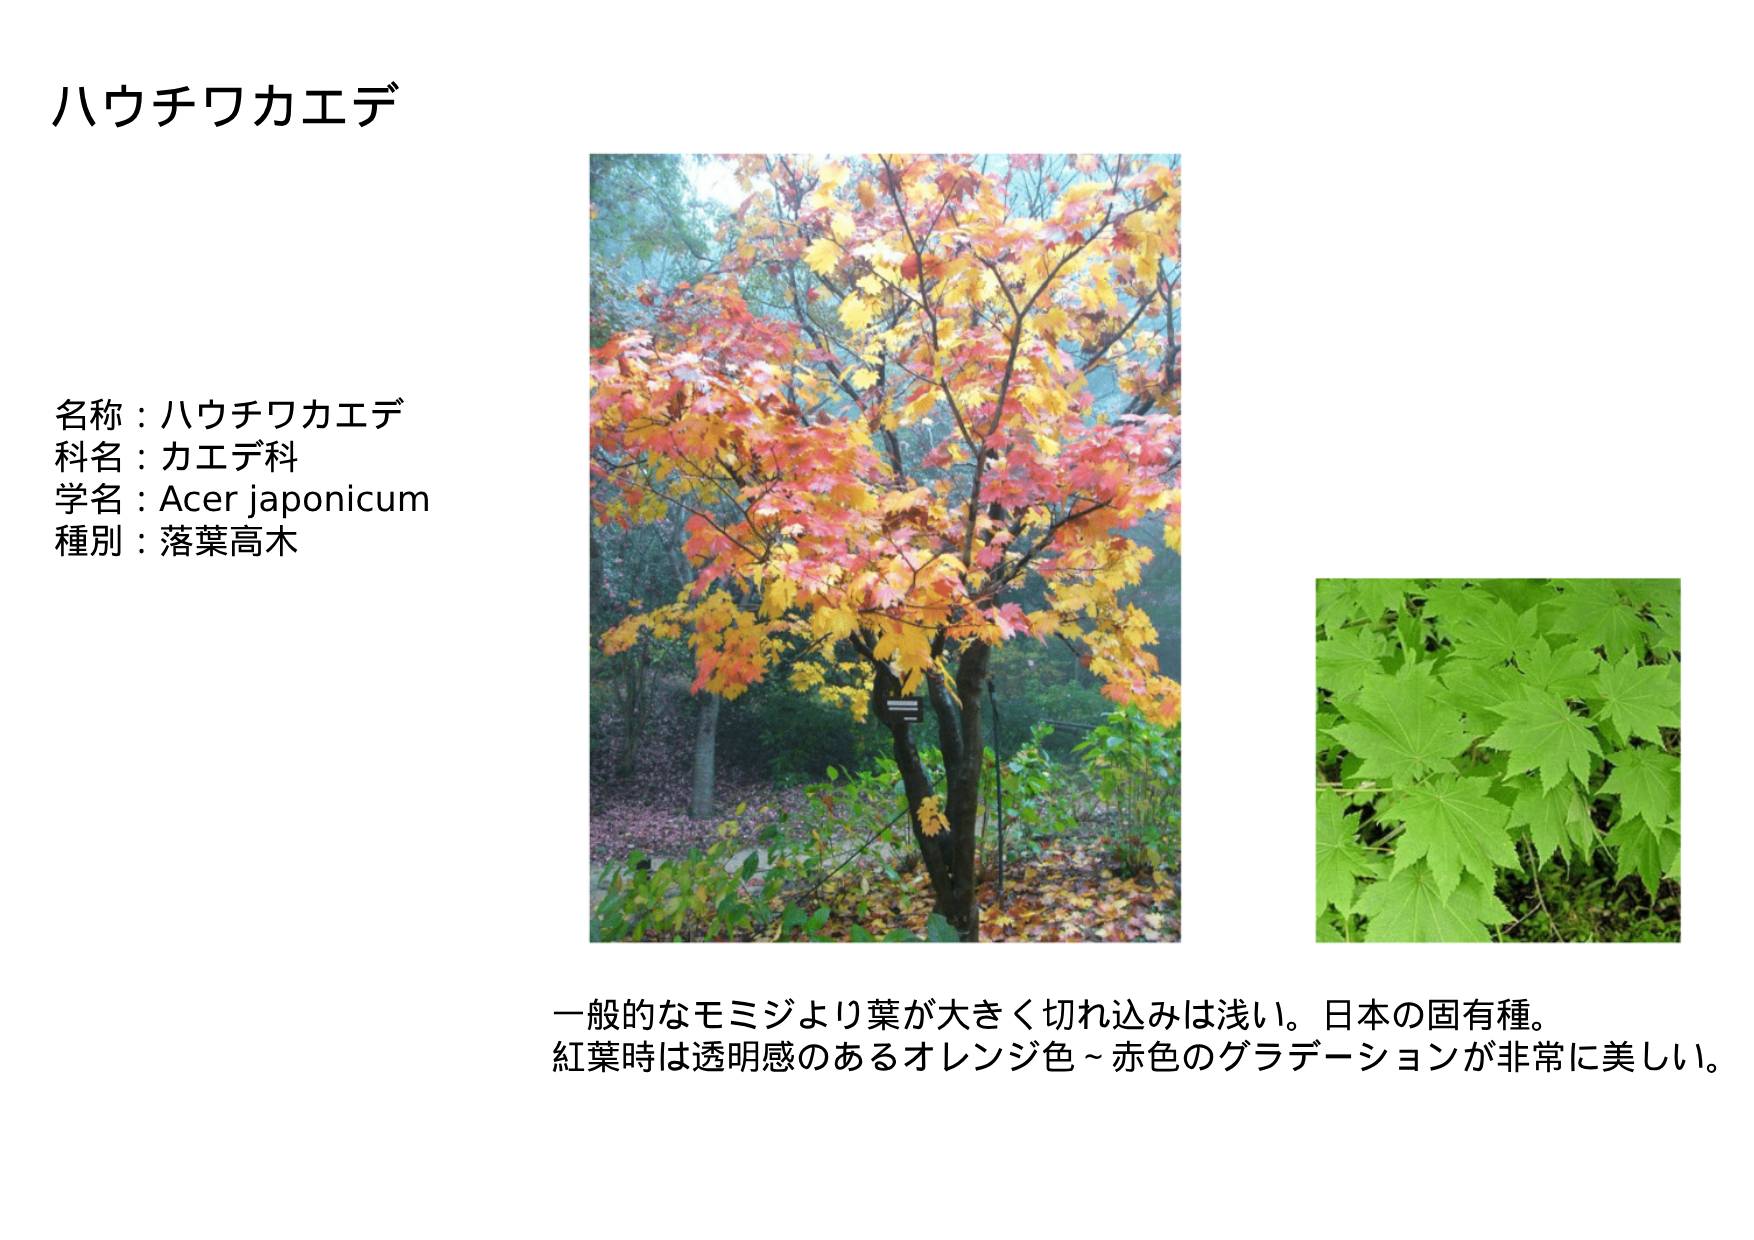 ハウチワカエデ
名称：ハウチワカエデ
科名：カエデ科
学名：Acer japonicum
種別：落葉高木
一般的なモミジより葉が大きく切れ込みは浅い。日本の固有種。
紅葉時は透明感のあるオレンジ色～赤色のグラデーションが非常に美しい。